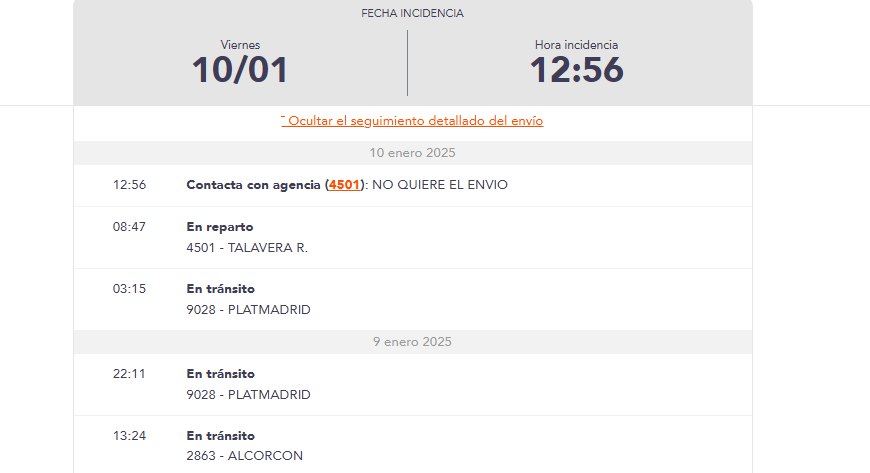 FECHA INCIDENCIA
Viernes
10/01
Hora incidencia
12:56
ˉ Ocultar el seguimiento detallado del envío
10 enero 2025
12:56 Contacta con agencia (4501): NO QUIERE EL ENVIO
08:47 En reparto
4501 - TALAVERA R.
03:15 En tránsito
9028 - PLATMADRID
9 enero 2025
22:11 En tránsito
9028 - PLATMADRID
13:24 En tránsito
2863 - ALCORCON